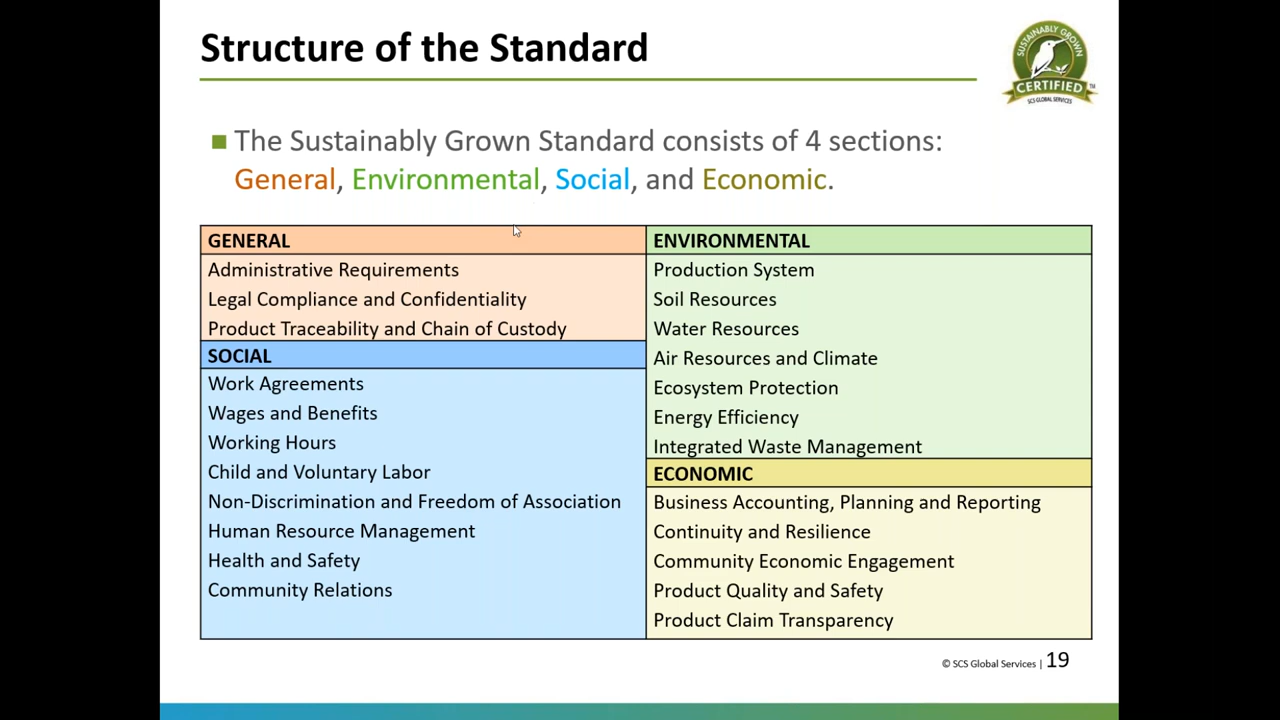 Structure of the Standard
SUSTAINABLY GROWN
CERTIFIED
TM
SCS GLOBAL SERVICES
The Sustainably Grown Standard consists of 4 sections:
General, Environmental, Social, and Economic.
GENERAL
Administrative Requirements
Legal Compliance and Confidentiality
Product Traceability and Chain of Custody
SOCIAL
Work Agreements
Wages and Benefits
Working Hours
Child and Voluntary Labor
Non-Discrimination and Freedom of Association
Human Resource Management
Health and Safety
Community Relations
ENVIRONMENTAL
Production System
Soil Resources
Water Resources
Air Resources and Climate
Ecosystem Protection
Energy Efficiency
Integrated Waste Management
ECONOMIC
Business Accounting, Planning and Reporting
Continuity and Resilience
Community Economic Engagement
Product Quality and Safety
Product Claim Transparency
© SCS Global Services | 19